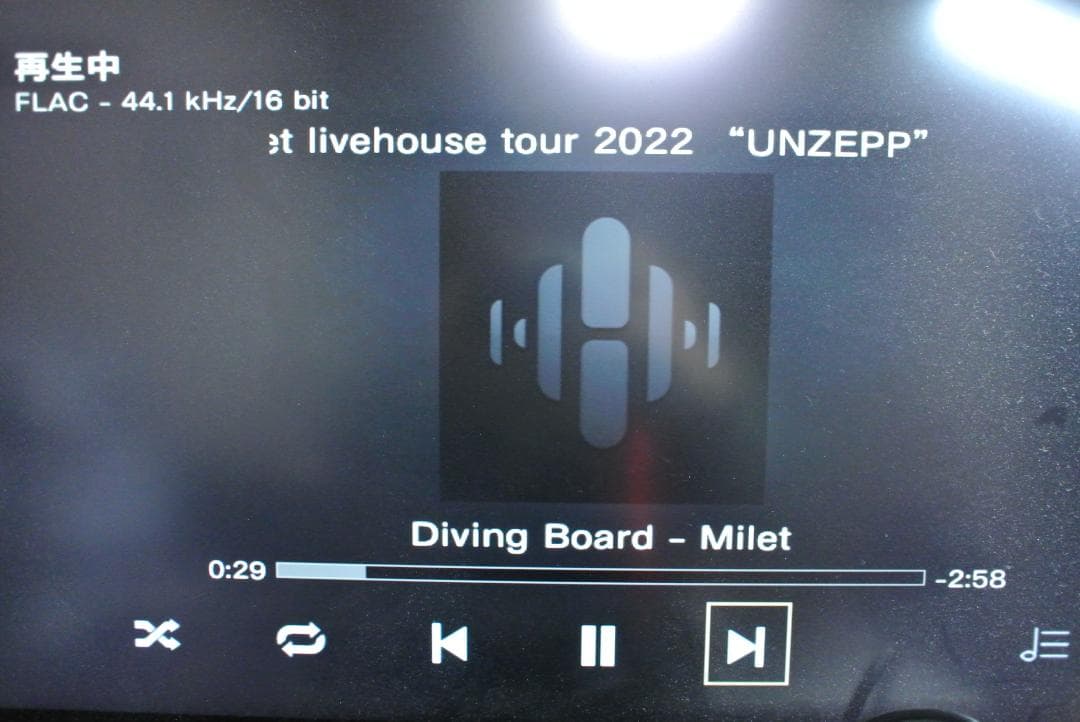 再生中
FLAC - 44.1 kHz/16 bit
et livehouse tour 2022 “UNZEPP”
Diving Board - Milet
0:29
-2:58